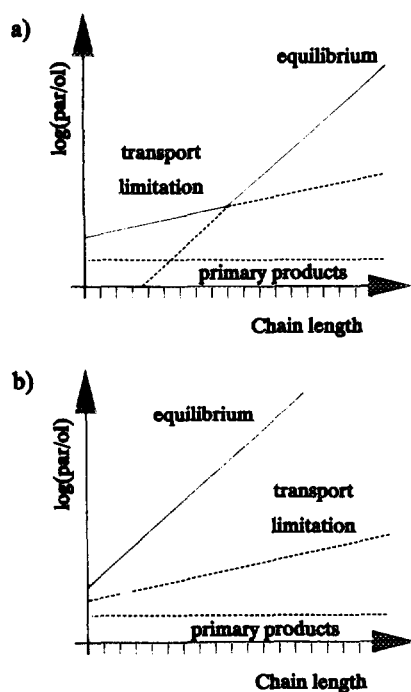 a)
log(par/ol)
equilibrium
transport
limitation
primary products
Chain length
b)
log(par/ol)
equilibrium
transport
limitation
primary products
Chain length